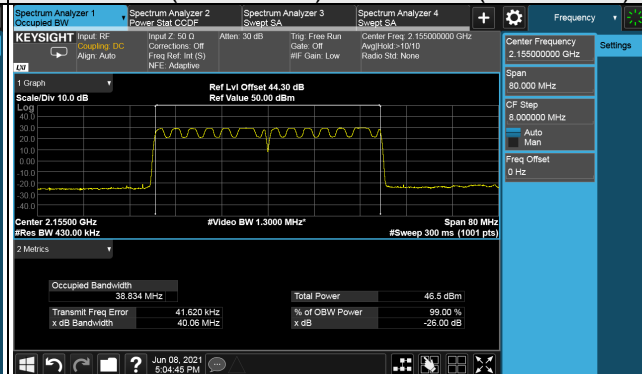 Spectrum Analyzer 1
Occupied BW
Spectrum Analyzer 2
Power Stat CCDF
Spectrum Analyzer 3
Swept SA
Spectrum Analyzer 4
Swept SA
Frequency
KEYSIGHT
LXI
Input: RF
Coupling: DC
Align: Auto
Input Z: 50 Ω
Corrections: Off
Freq Ref: Int (S)
NFE: Adaptive
Atten: 30 dB
Trig: Free Run
Gate: Off
#IF Gain: Low
Center Freq: 2.155000000 GHz
Avg|Hold:>10/10
Radio Std: None
Center Frequency
2.155000000 GHz
Settings
Span
80.000 MHz
CF Step
8.000000 MHz
Auto
Man
Freq Offset
0 Hz
1 Graph
Scale/Div 10.0 dB
Ref Lvl Offset 44.30 dB
Ref Value 50.00 dBm
Log
40.0
30.0
20.0
10.0
0.00
-10.0
-20.0
-30.0
-40.0
Center 2.15500 GHz
#Video BW 1.3000 MHz*
Span 80 MHz
#Res BW 430.00 kHz
#Sweep 300 ms (1001 pts)
2 Metrics
Occupied Bandwidth
38.834 MHz
Total Power 46.5 dBm
Transmit Freq Error 41.620 kHz
% of OBW Power 99.00 %
x dB Bandwidth 40.06 MHz
x dB -26.00 dB
Jun 08, 2021
5:04:45 PM